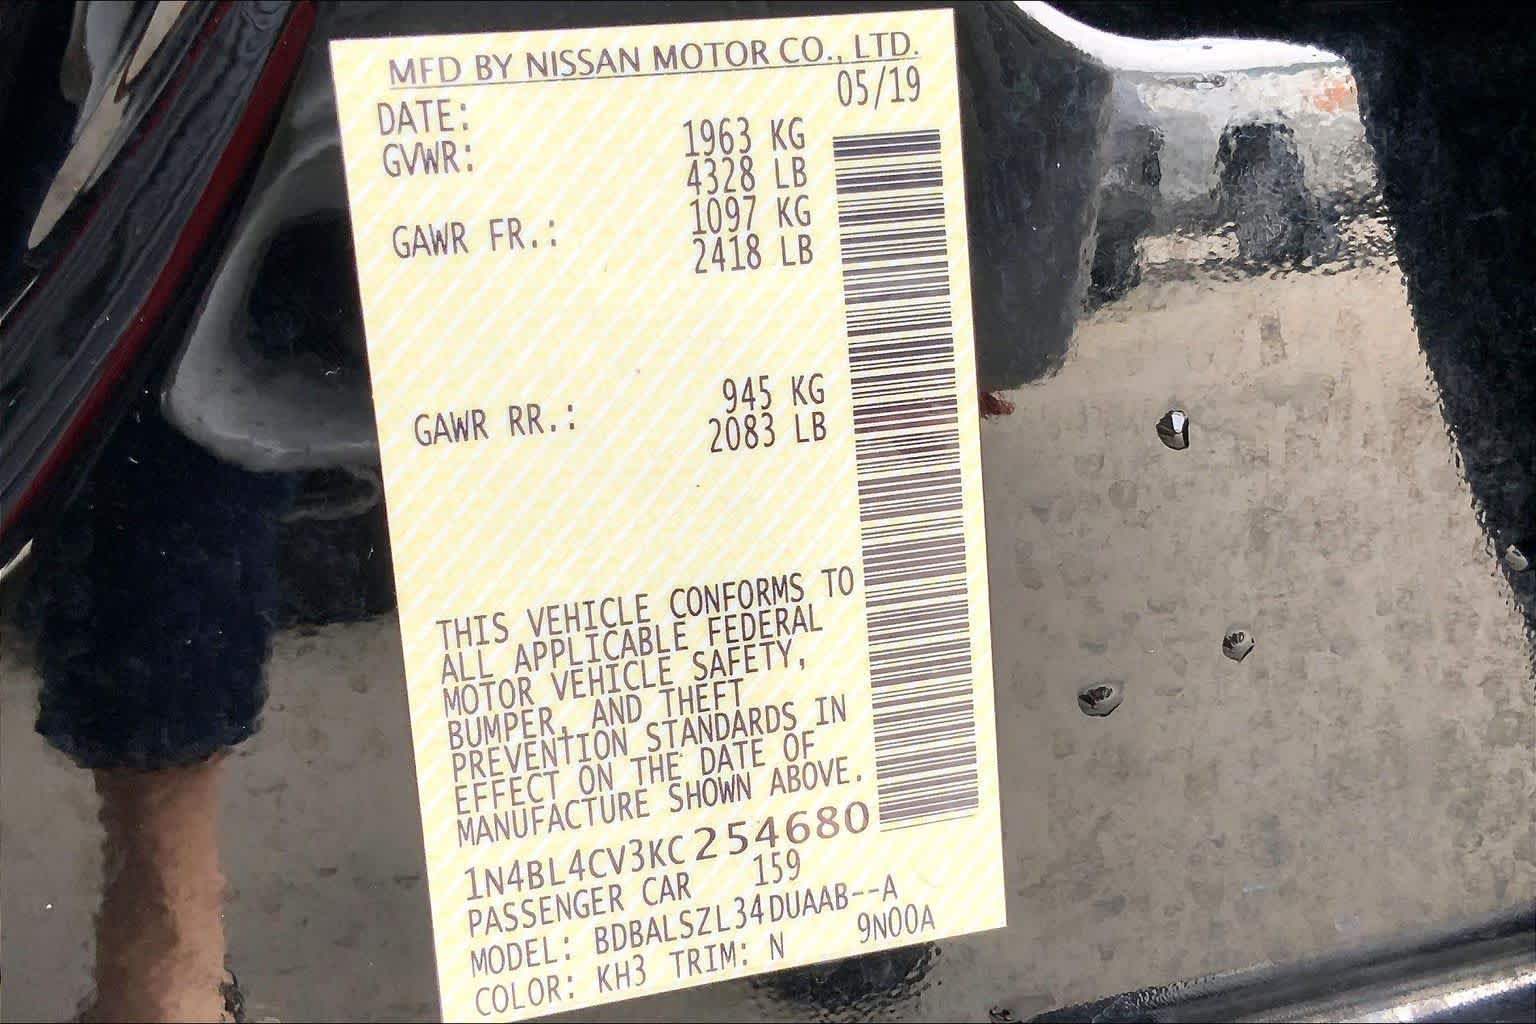 MFD BY NISSAN MOTOR CO., LTD.
DATE: 05/19
GVWR: 1963 KG
4328 LB
GAWR FR.: 1097 KG
2418 LB
GAWR RR.: 945 KG
2083 LB
THIS VEHICLE CONFORMS TO
ALL APPLICABLE FEDERAL
MOTOR VEHICLE SAFETY,
BUMPER, AND THEFT
PREVENTION STANDARDS IN
EFFECT ON THE DATE OF
MANUFACTURE SHOWN ABOVE.
1N4BL4CV3KC254680
PASSENGER CAR 159
MODEL: BDBALSZL34DUAAB--A
COLOR: KH3 TRIM: N 9N00A